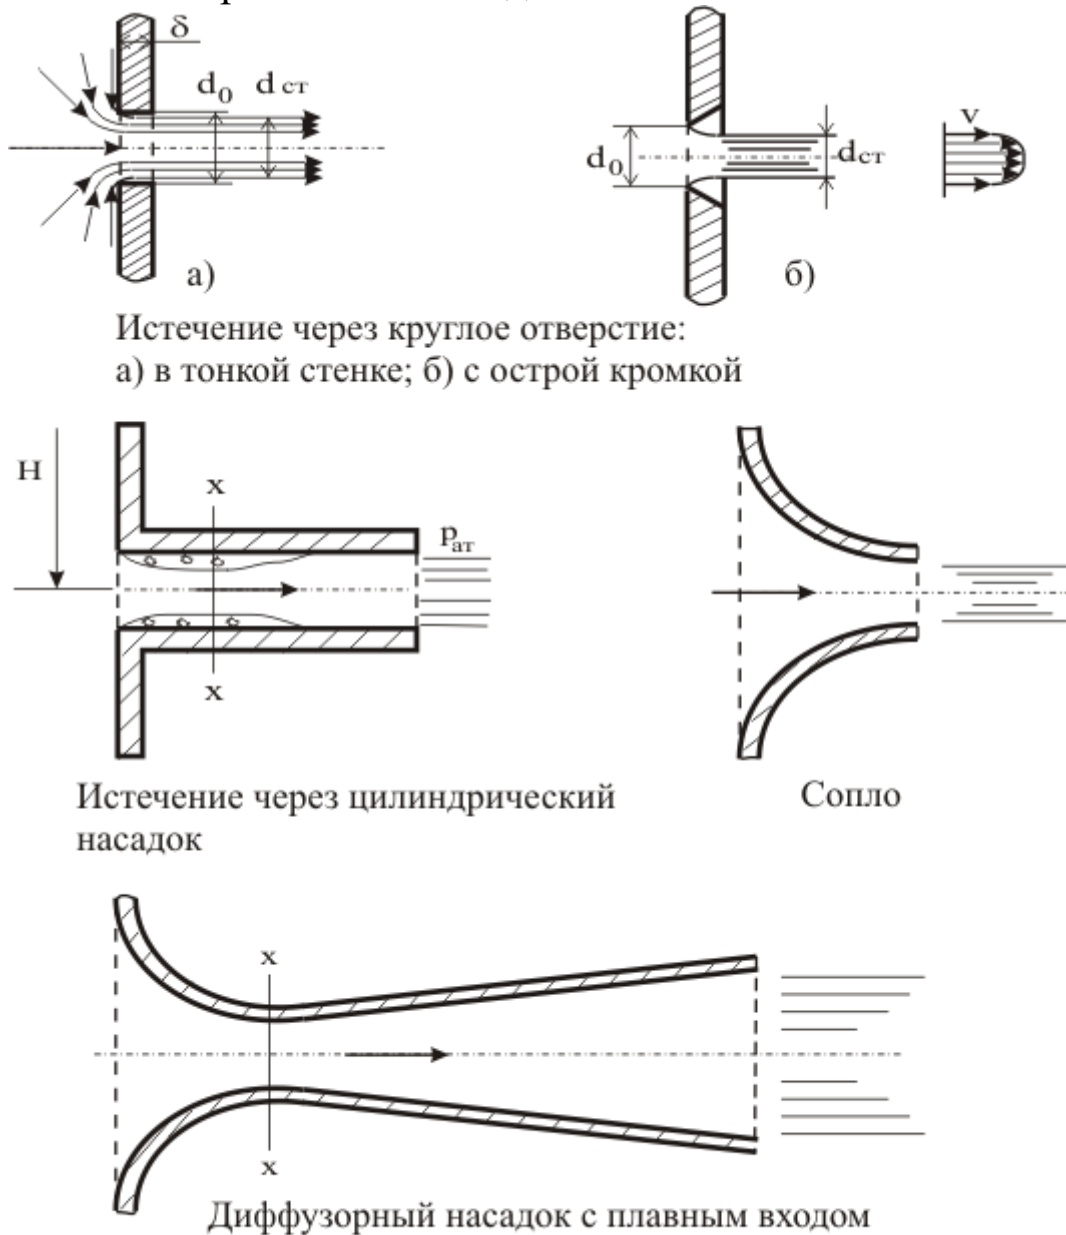 δ
d₀ d ст
v
d₀ dст
а) б)
Истечение через круглое отверстие:
а) в тонкой стенке; б) с острой кромкой
H
x
pат
x
Истечение через цилиндрический
насадок
Сопло
x
x
Диффузорный насадок с плавным входом